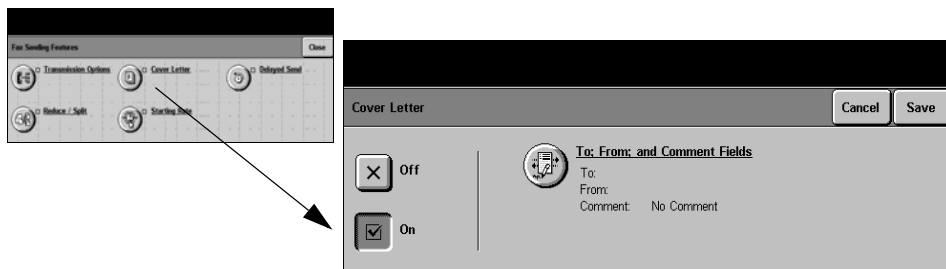 Fax Sending Features Close
Transmission Options Cover Letter Delayed Send
Reduce / Split Starting Rate
Cover Letter Cancel Save
Off
On
To; From; and Comment Fields
To:
From:
Comment: No Comment